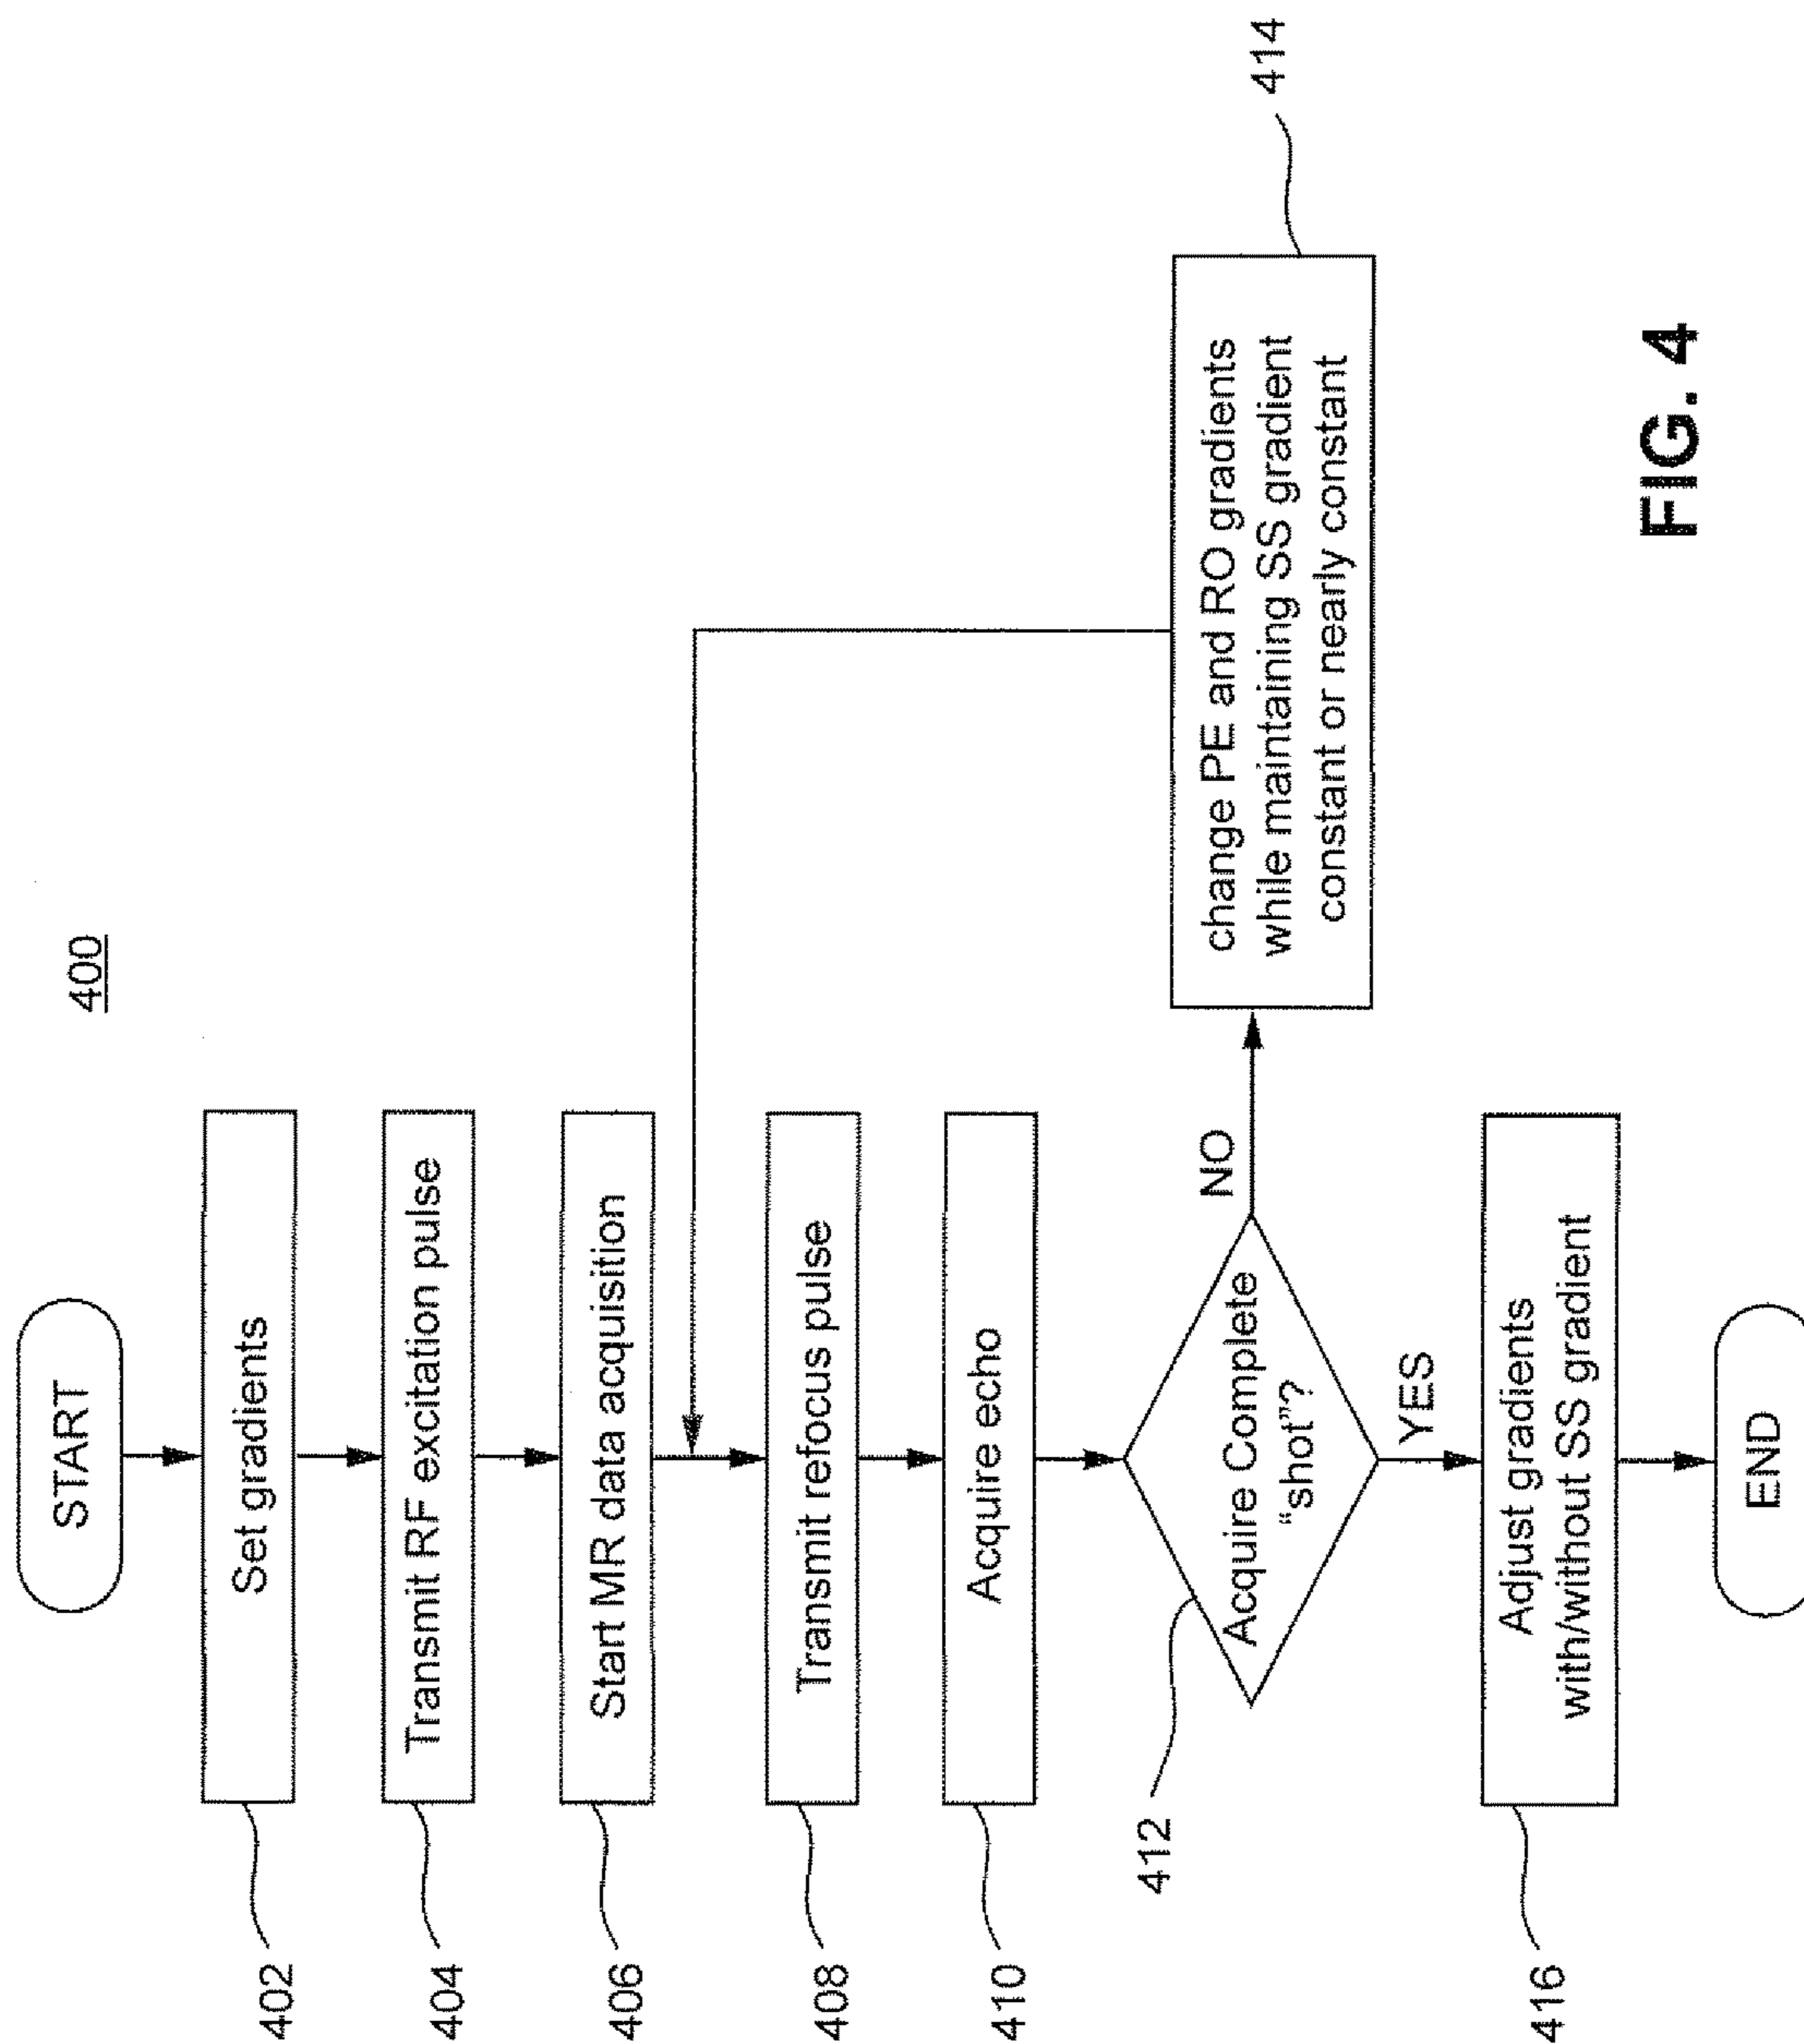 400
START
402
Set gradients
404
Transmit RF excitation pulse
406
Start MR data acquisition
408
Transmit refocus pulse
410
Acquire echo
412
Acquire Complete
“shot”?
NO
414
change PE and RO gradients
while maintaining SS gradient
constant or nearly constant
YES
416
Adjust gradients
with/without SS gradient
END
FIG. 4